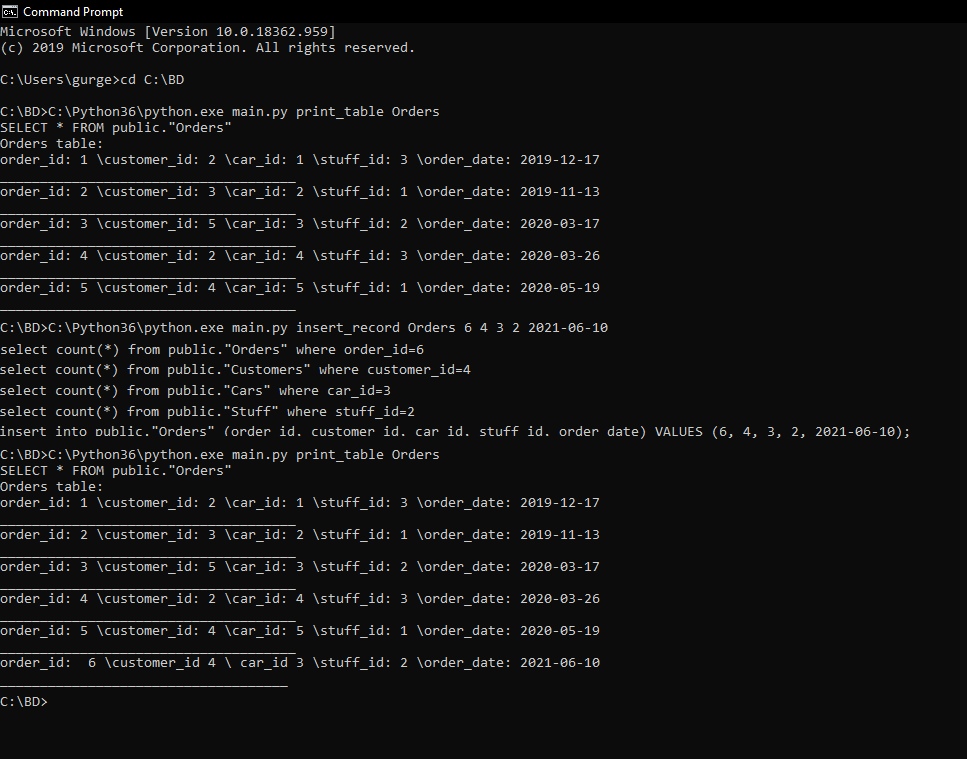 Command Prompt
Microsoft Windows [Version 10.0.18362.959]
(c) 2019 Microsoft Corporation. All rights reserved.
C:\Users\gurge>cd C:\BD
C:\BD>C:\Python36\python.exe main.py print_table Orders
SELECT * FROM public."Orders"
Orders table:
order_id: 1 \customer_id: 2 \car_id: 1 \stuff_id: 3 \order_date: 2019-12-17
_____________________________________
order_id: 2 \customer_id: 3 \car_id: 2 \stuff_id: 1 \order_date: 2019-11-13
_____________________________________
order_id: 3 \customer_id: 5 \car_id: 3 \stuff_id: 2 \order_date: 2020-03-17
_____________________________________
order_id: 4 \customer_id: 2 \car_id: 4 \stuff_id: 3 \order_date: 2020-03-26
_____________________________________
order_id: 5 \customer_id: 4 \car_id: 5 \stuff_id: 1 \order_date: 2020-05-19
_____________________________________
C:\BD>C:\Python36\python.exe main.py insert_record Orders 6 4 3 2 2021-06-10
select count(*) from public."Orders" where order_id=6
select count(*) from public."Customers" where customer_id=4
select count(*) from public."Cars" where car_id=3
select count(*) from public."Stuff" where stuff_id=2
insert into public."Orders" (order id. customer id. car id. stuff id. order date) VALUES (6, 4, 3, 2, 2021-06-10);
C:\BD>C:\Python36\python.exe main.py print_table Orders
SELECT * FROM public."Orders"
Orders table:
order_id: 1 \customer_id: 2 \car_id: 1 \stuff_id: 3 \order_date: 2019-12-17
_____________________________________
order_id: 2 \customer_id: 3 \car_id: 2 \stuff_id: 1 \order_date: 2019-11-13
_____________________________________
order_id: 3 \customer_id: 5 \car_id: 3 \stuff_id: 2 \order_date: 2020-03-17
_____________________________________
order_id: 4 \customer_id: 2 \car_id: 4 \stuff_id: 3 \order_date: 2020-03-26
_____________________________________
order_id: 5 \customer_id: 4 \car_id: 5 \stuff_id: 1 \order_date: 2020-05-19
_____________________________________
order_id:  6 \customer_id 4 \ car_id 3 \stuff_id: 2 \order_date: 2021-06-10
____________________________________
C:\BD>